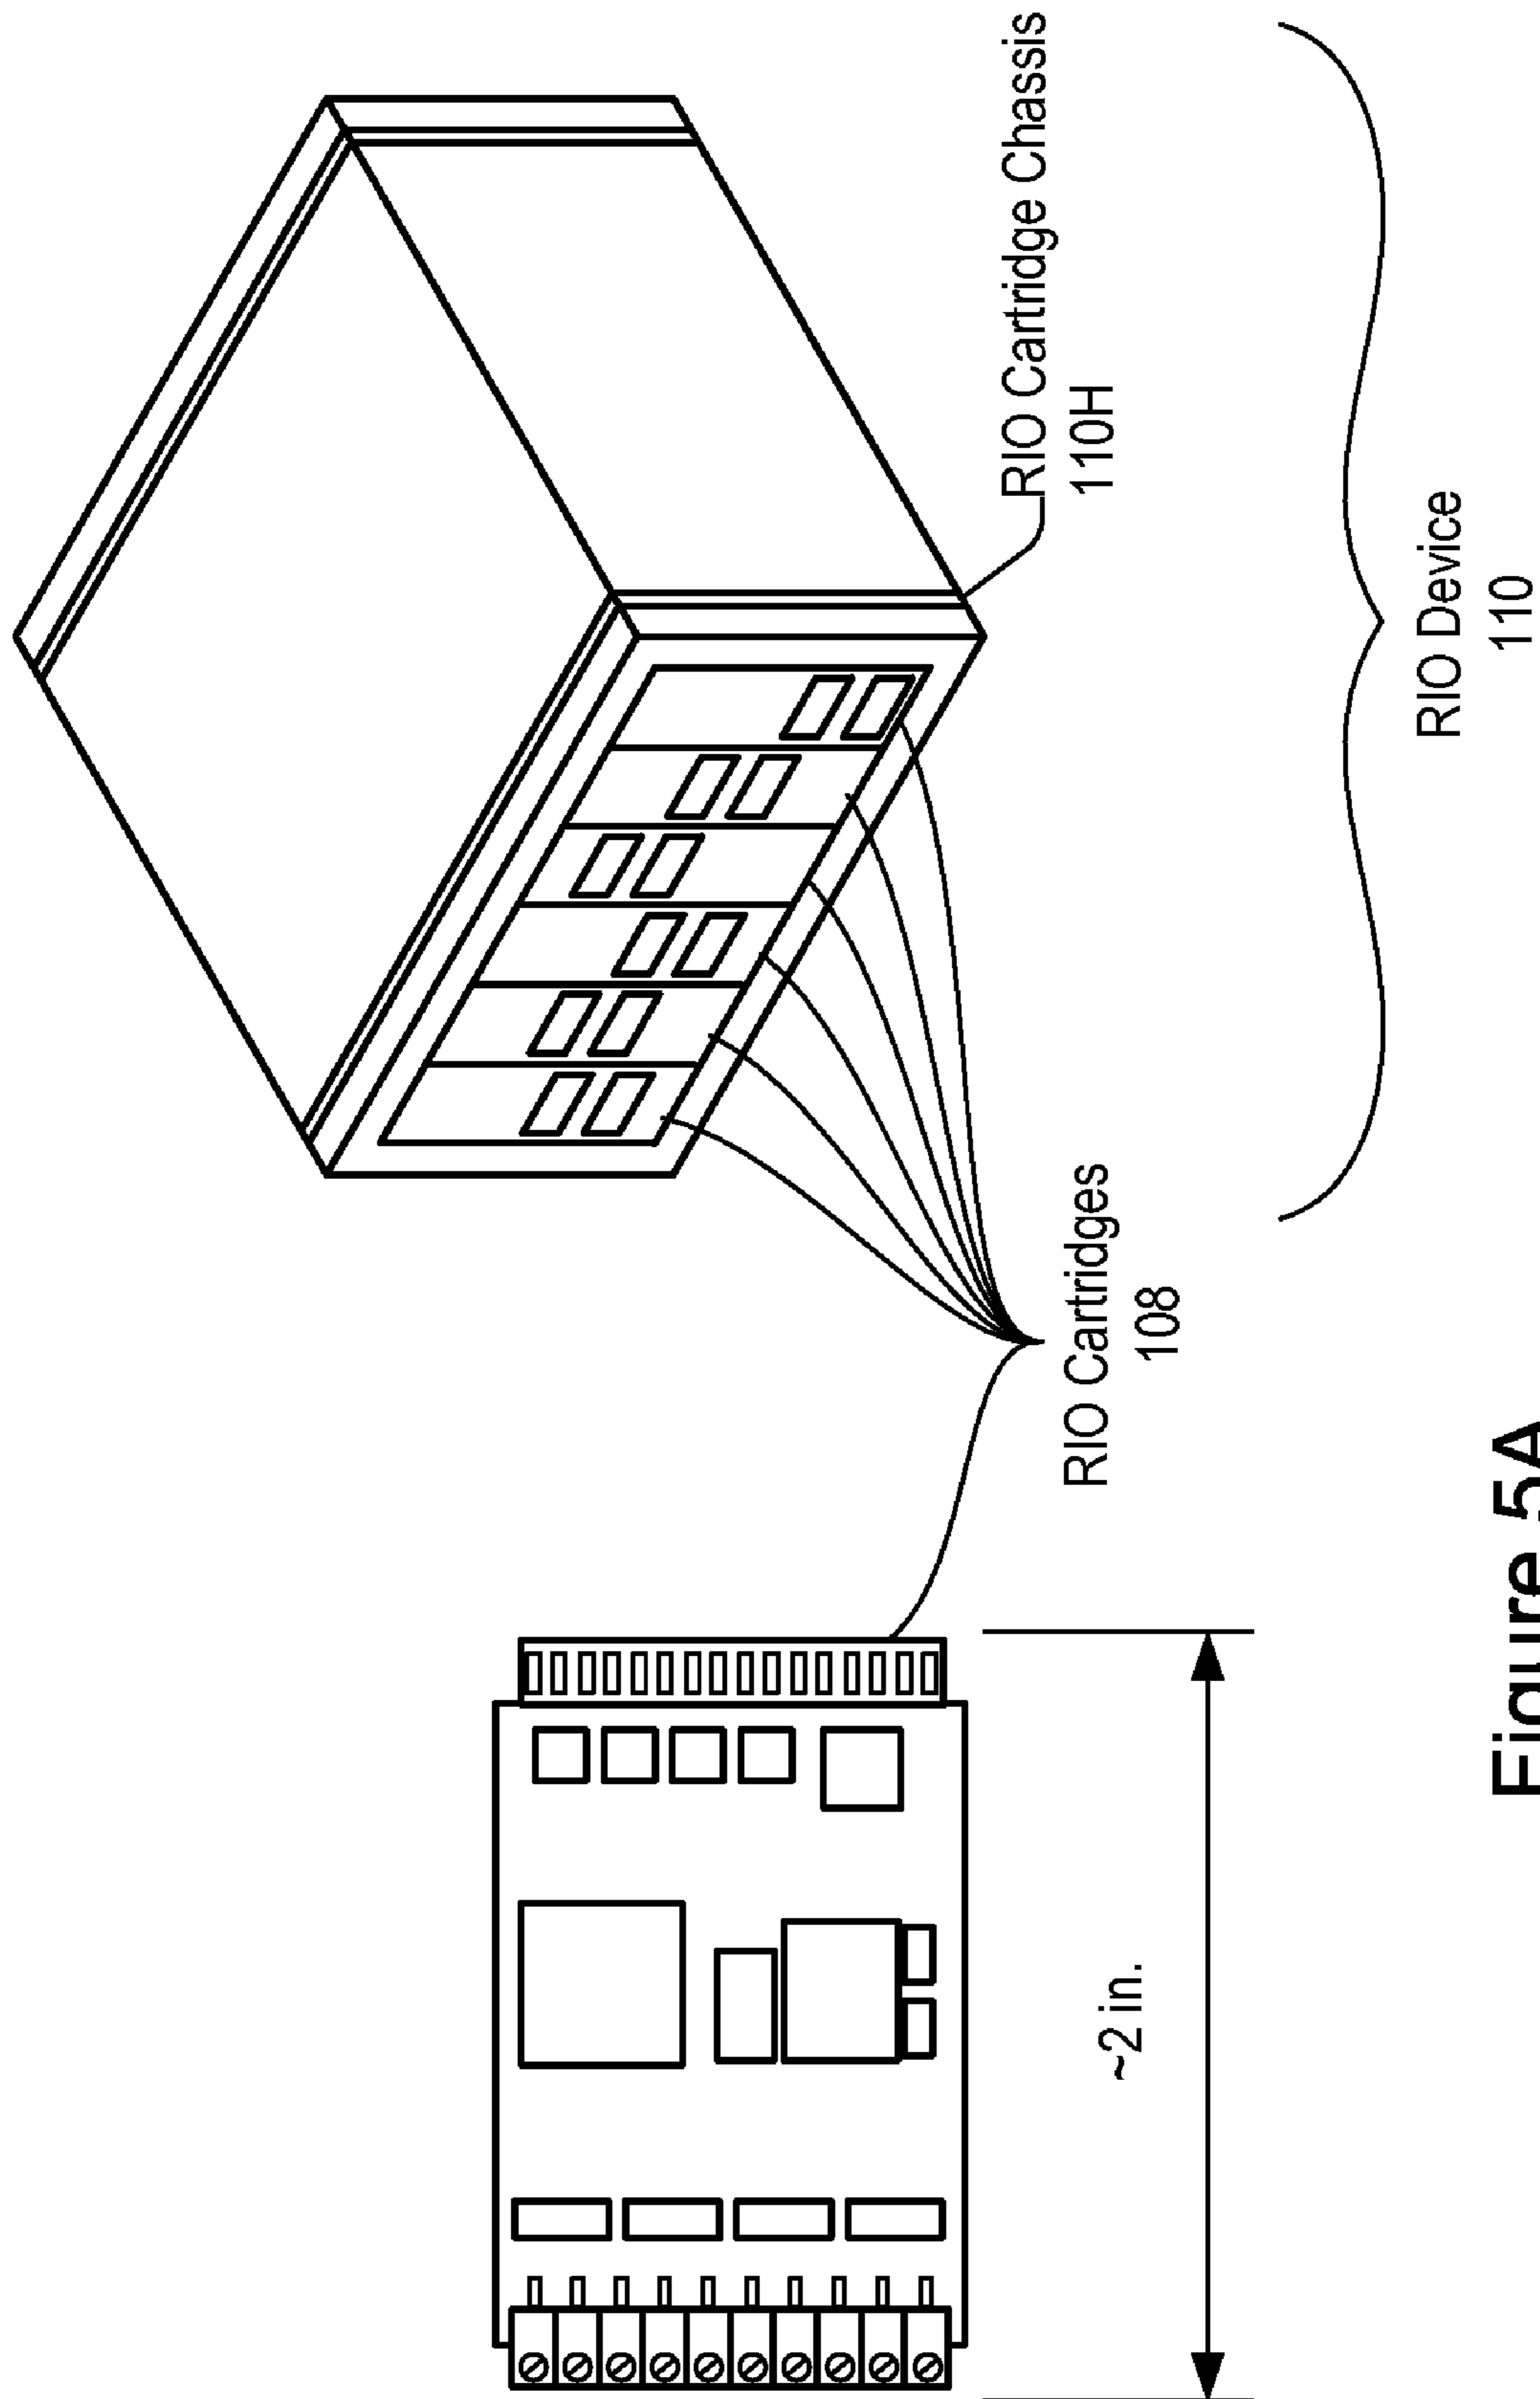 ~2 in.
RIO Cartridges
108
RIO Cartridge Chassis
110H
RIO Device
110
Figure 5A